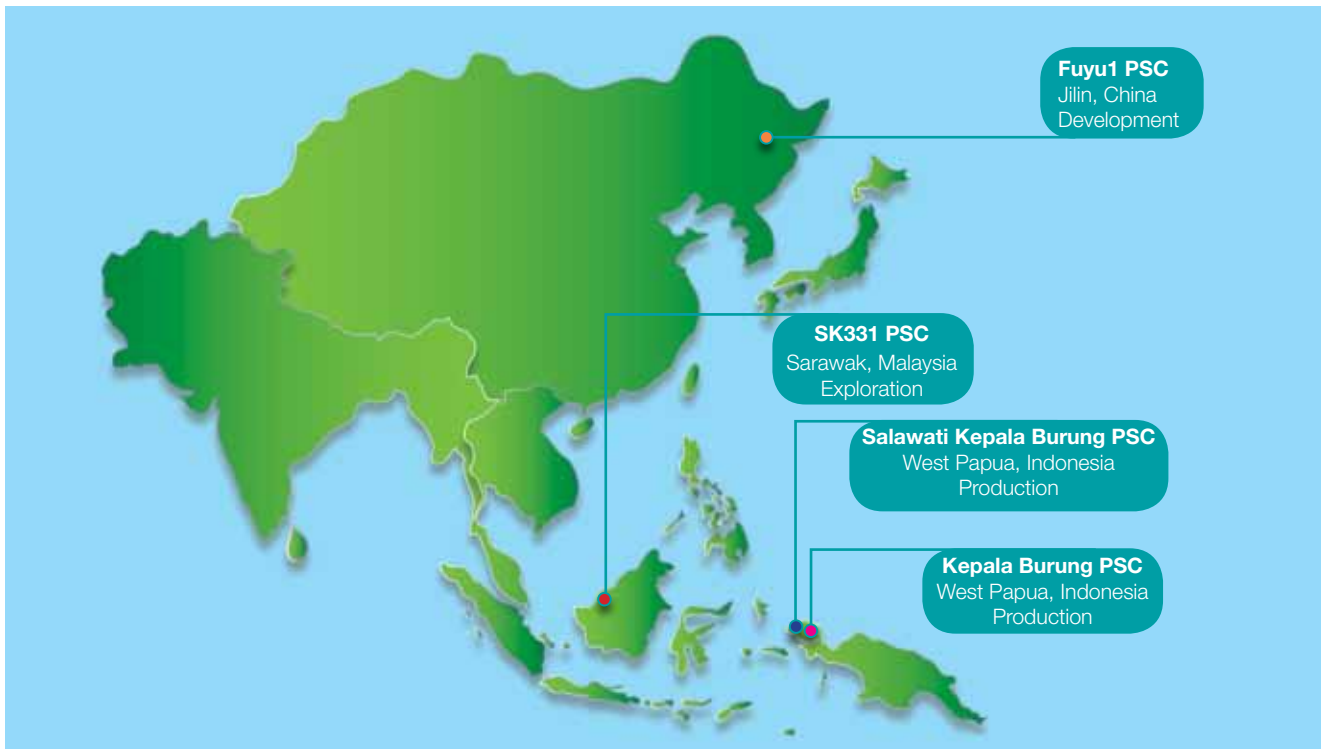 Fuyu1 PSC
Jilin, China
Development
SK331 PSC
Sarawak, Malaysia
Exploration
Salawati Kepala Burung PSC
West Papua, Indonesia
Production
Kepala Burung PSC
West Papua, Indonesia
Production